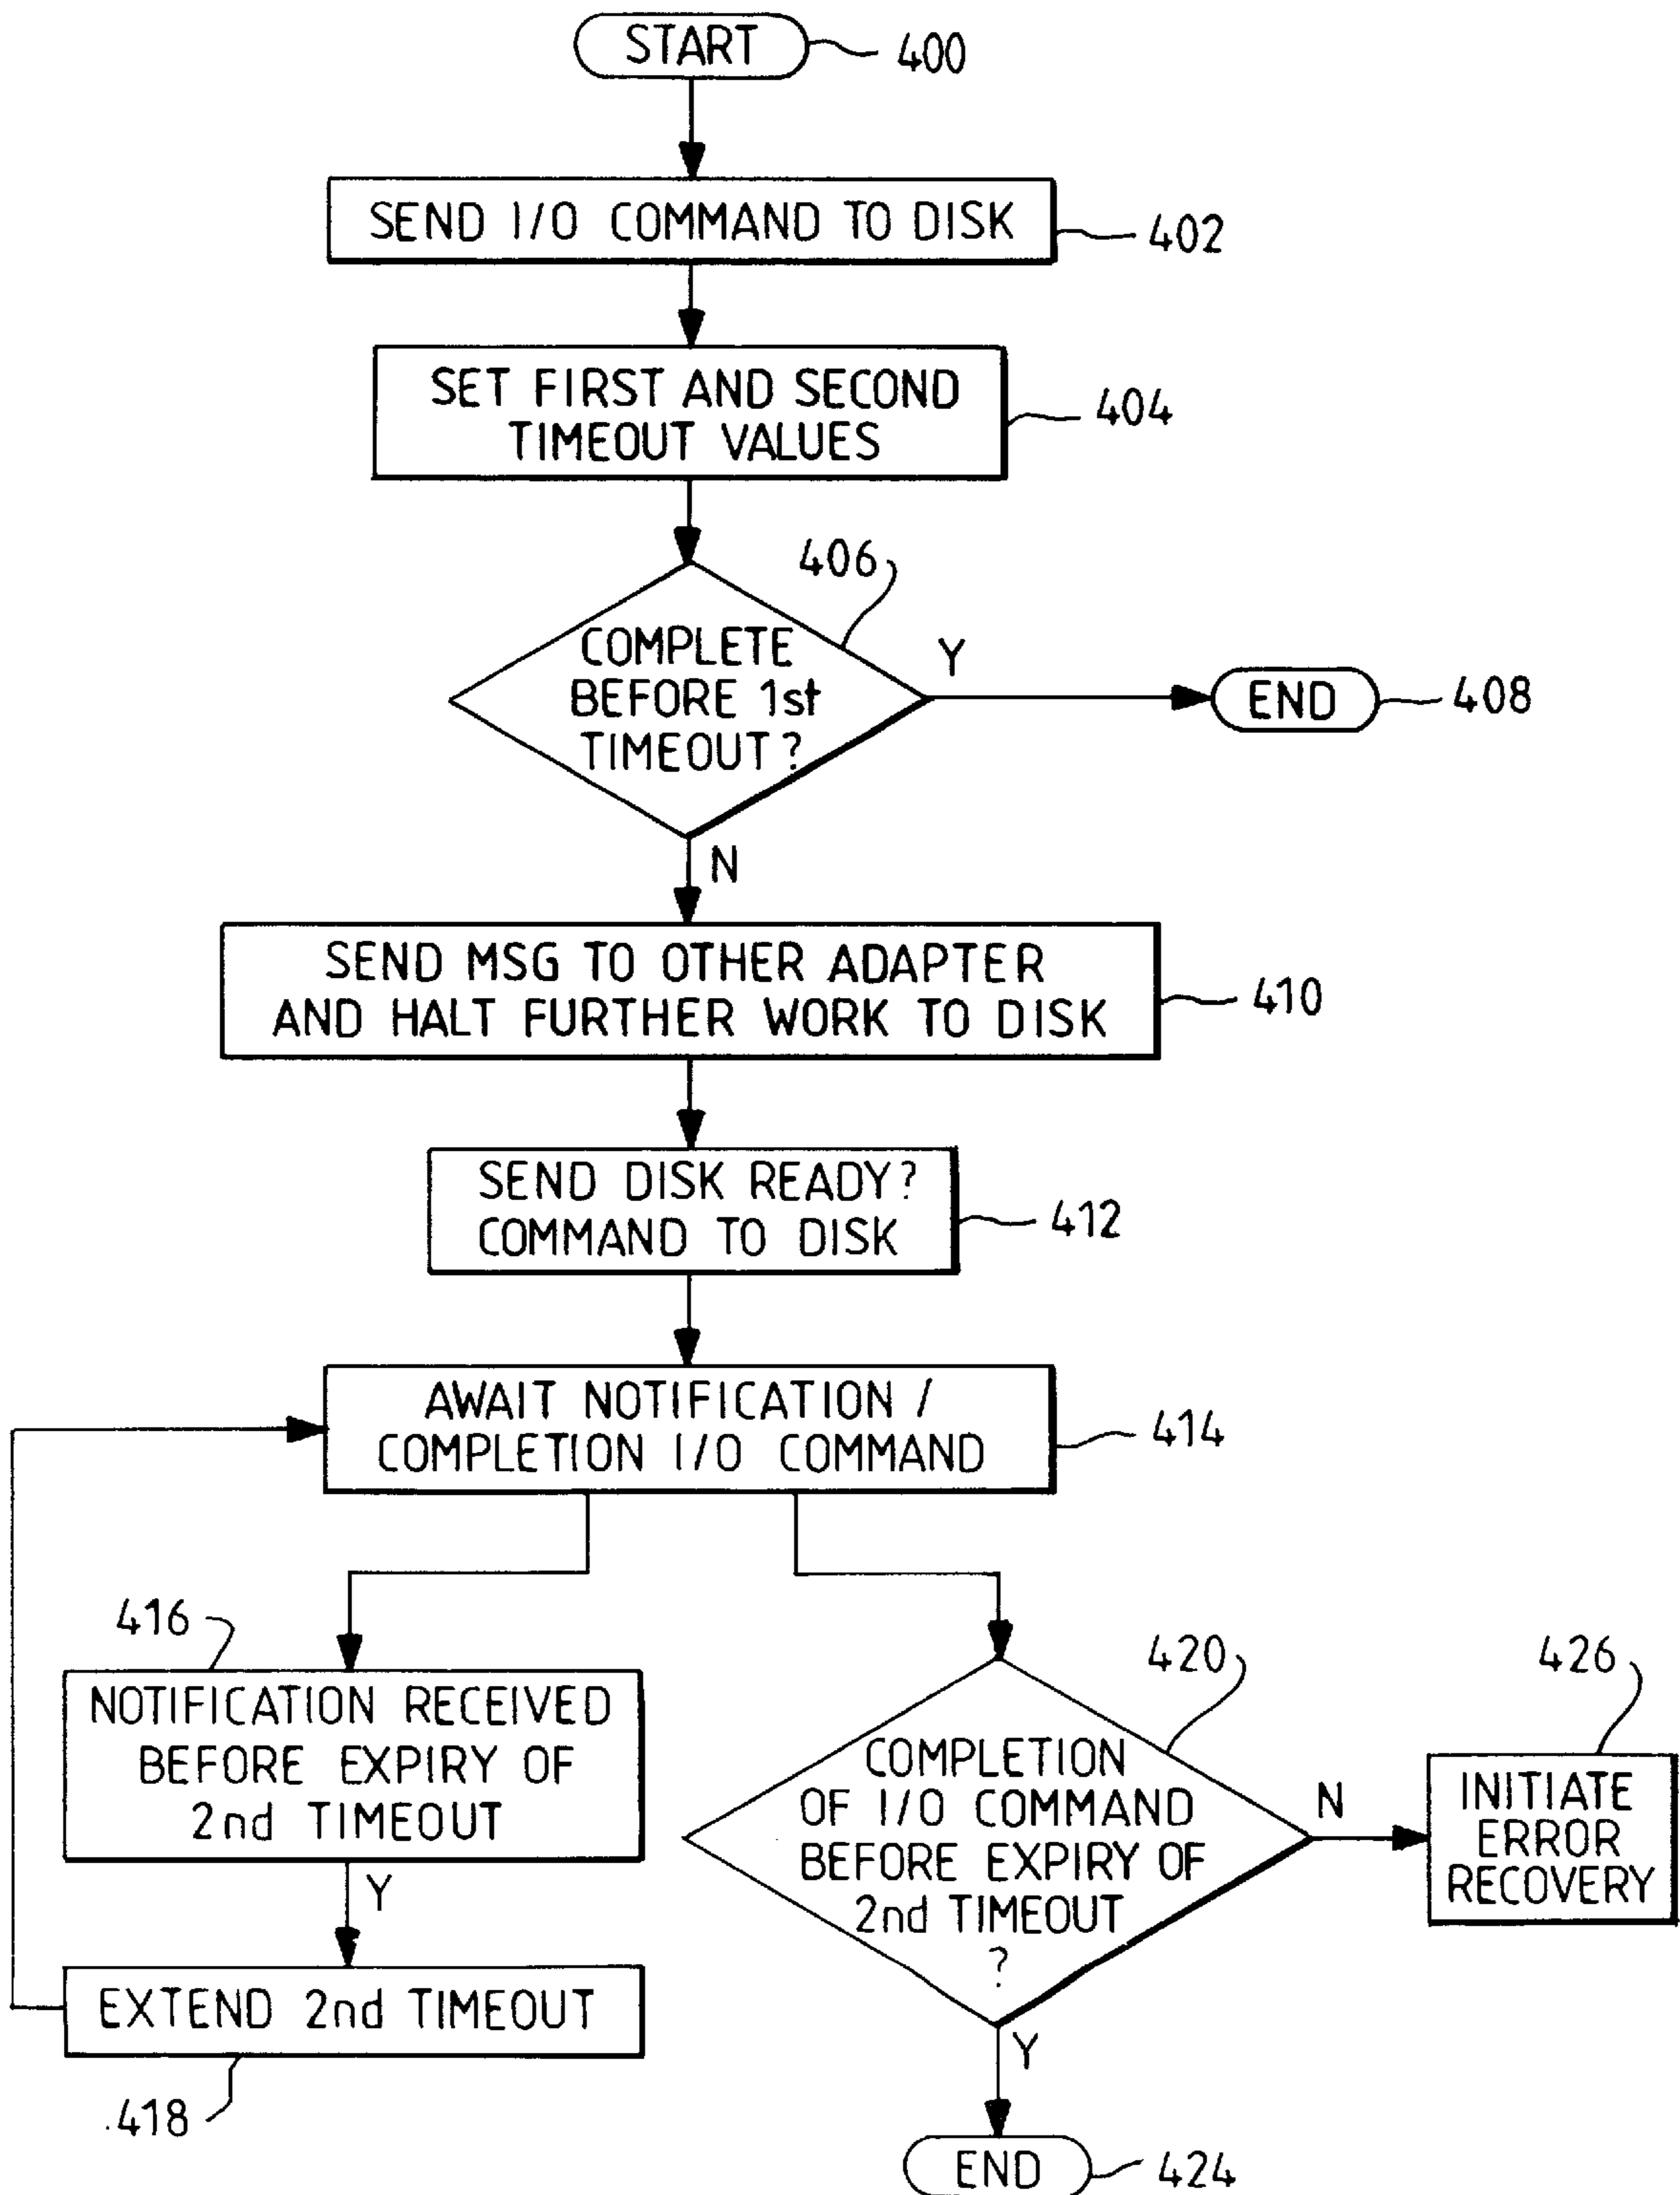 START
400
SEND I/O COMMAND TO DISK
402
SET FIRST AND SECOND
TIMEOUT VALUES
404
406
COMPLETE
BEFORE 1st
TIMEOUT?
Y
END
408
N
SEND MSG TO OTHER ADAPTER
AND HALT FURTHER WORK TO DISK
410
SEND DISK READY?
COMMAND TO DISK
412
AWAIT NOTIFICATION /
COMPLETION I/O COMMAND
414
416
NOTIFICATION RECEIVED
BEFORE EXPIRY OF
2nd TIMEOUT
Y
EXTEND 2nd TIMEOUT
418
420
COMPLETION
OF I/O COMMAND
BEFORE EXPIRY OF
2nd TIMEOUT
?
N
426
INITIATE
ERROR
RECOVERY
Y
END
424